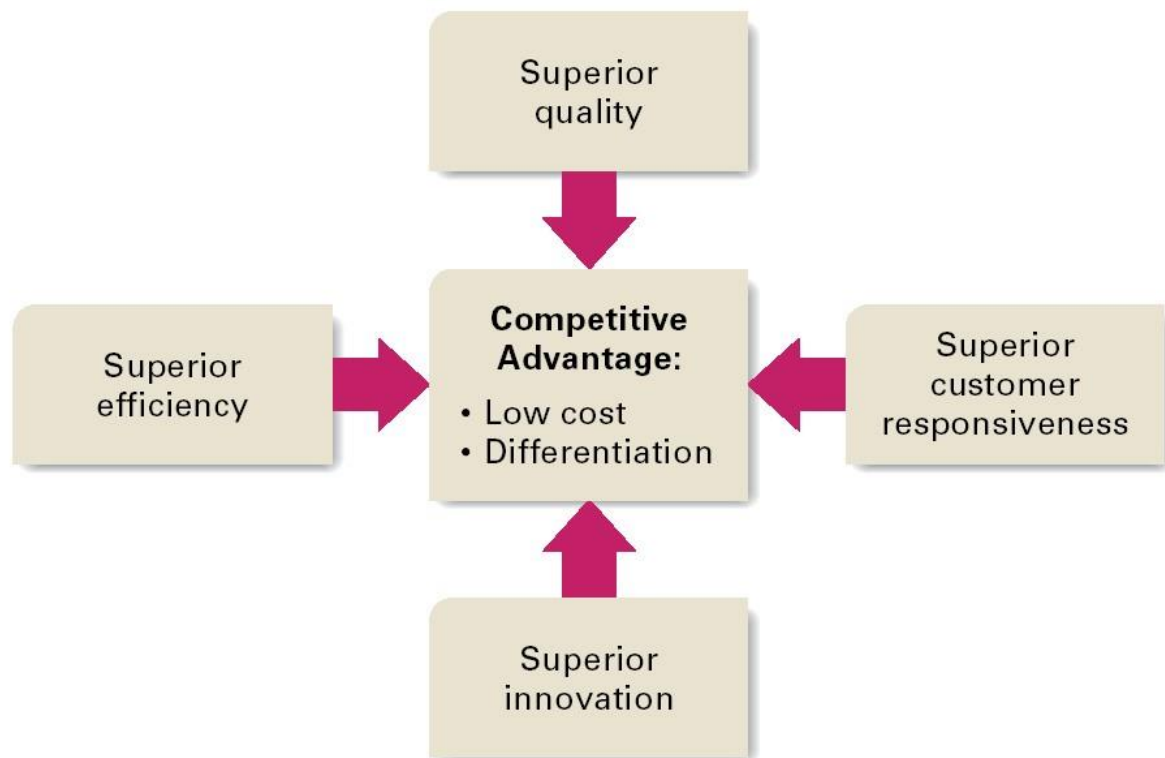 Superior
quality
Superior
efficiency
Competitive
Advantage:
• Low cost
• Differentiation
Superior
customer
responsiveness
Superior
innovation